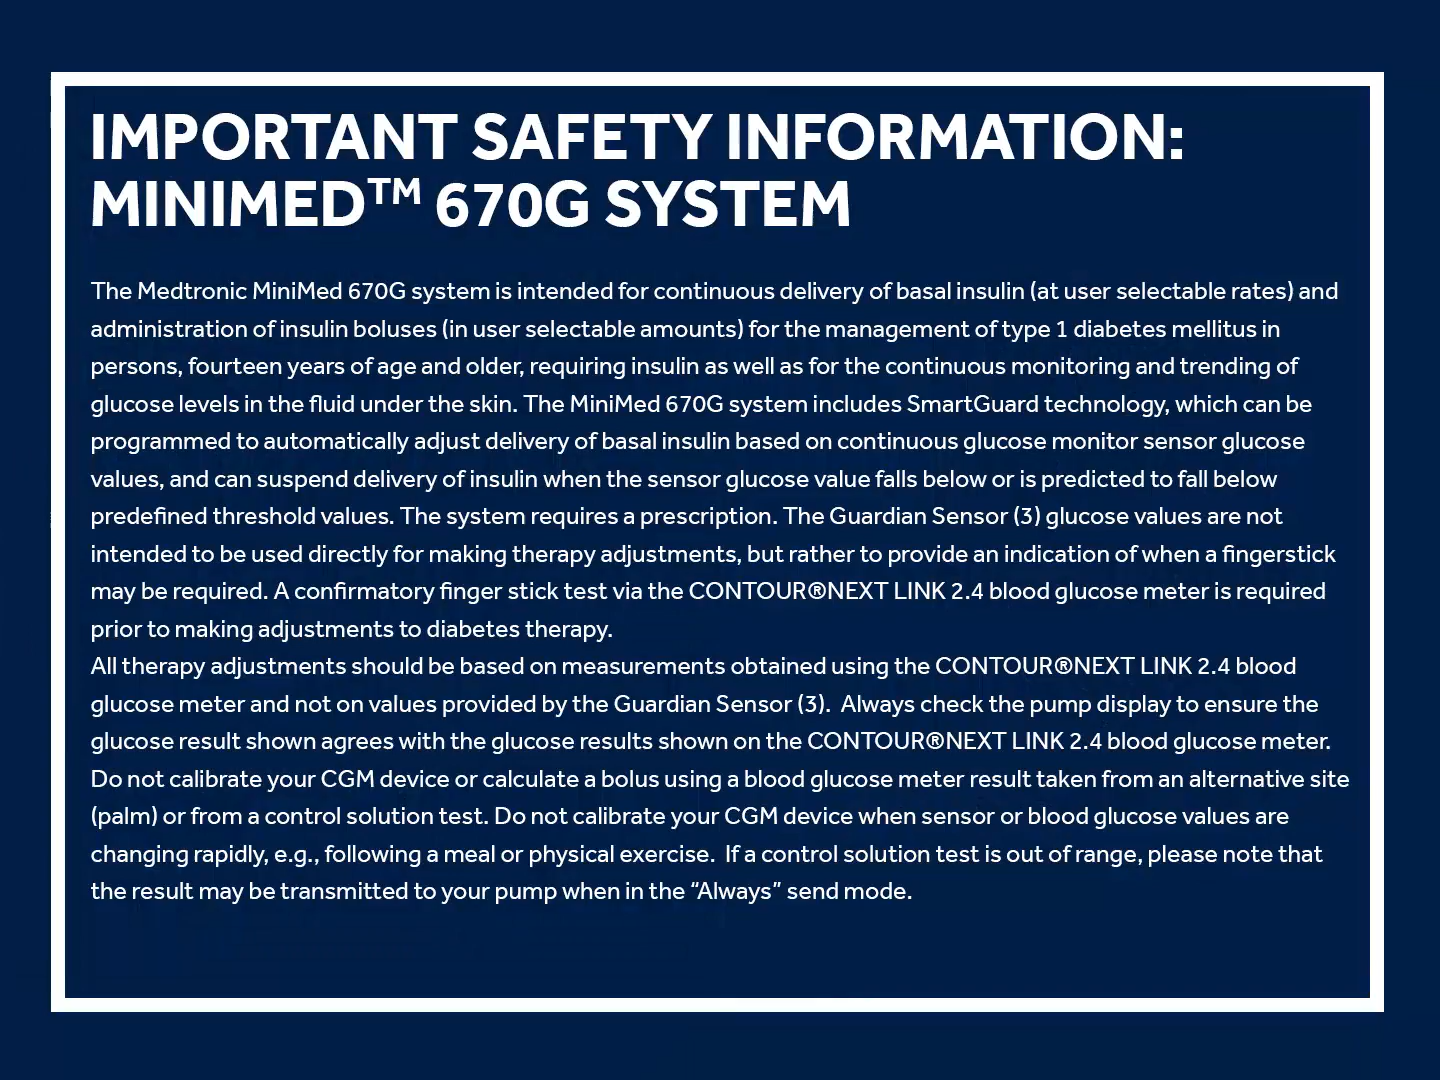 IMPORTANT SAFETY INFORMATION:
MINIMED™ 670G SYSTEM
The Medtronic MiniMed 670G system is intended for continuous delivery of basal insulin (at user selectable rates) and
administration of insulin boluses (in user selectable amounts) for the management of type 1 diabetes mellitus in
persons, fourteen years of age and older, requiring insulin as well as for the continuous monitoring and trending of
glucose levels in the fluid under the skin. The MiniMed 670G system includes SmartGuard technology, which can be
programmed to automatically adjust delivery of basal insulin based on continuous glucose monitor sensor glucose
values, and can suspend delivery of insulin when the sensor glucose value falls below or is predicted to fall below
predefined threshold values. The system requires a prescription. The Guardian Sensor (3) glucose values are not
intended to be used directly for making therapy adjustments, but rather to provide an indication of when a fingerstick
may be required. A confirmatory finger stick test via the CONTOUR®NEXT LINK 2.4 blood glucose meter is required
prior to making adjustments to diabetes therapy.
All therapy adjustments should be based on measurements obtained using the CONTOUR®NEXT LINK 2.4 blood
glucose meter and not on values provided by the Guardian Sensor (3).  Always check the pump display to ensure the
glucose result shown agrees with the glucose results shown on the CONTOUR®NEXT LINK 2.4 blood glucose meter.
Do not calibrate your CGM device or calculate a bolus using a blood glucose meter result taken from an alternative site
(palm) or from a control solution test. Do not calibrate your CGM device when sensor or blood glucose values are
changing rapidly, e.g., following a meal or physical exercise.  If a control solution test is out of range, please note that
the result may be transmitted to your pump when in the “Always” send mode.